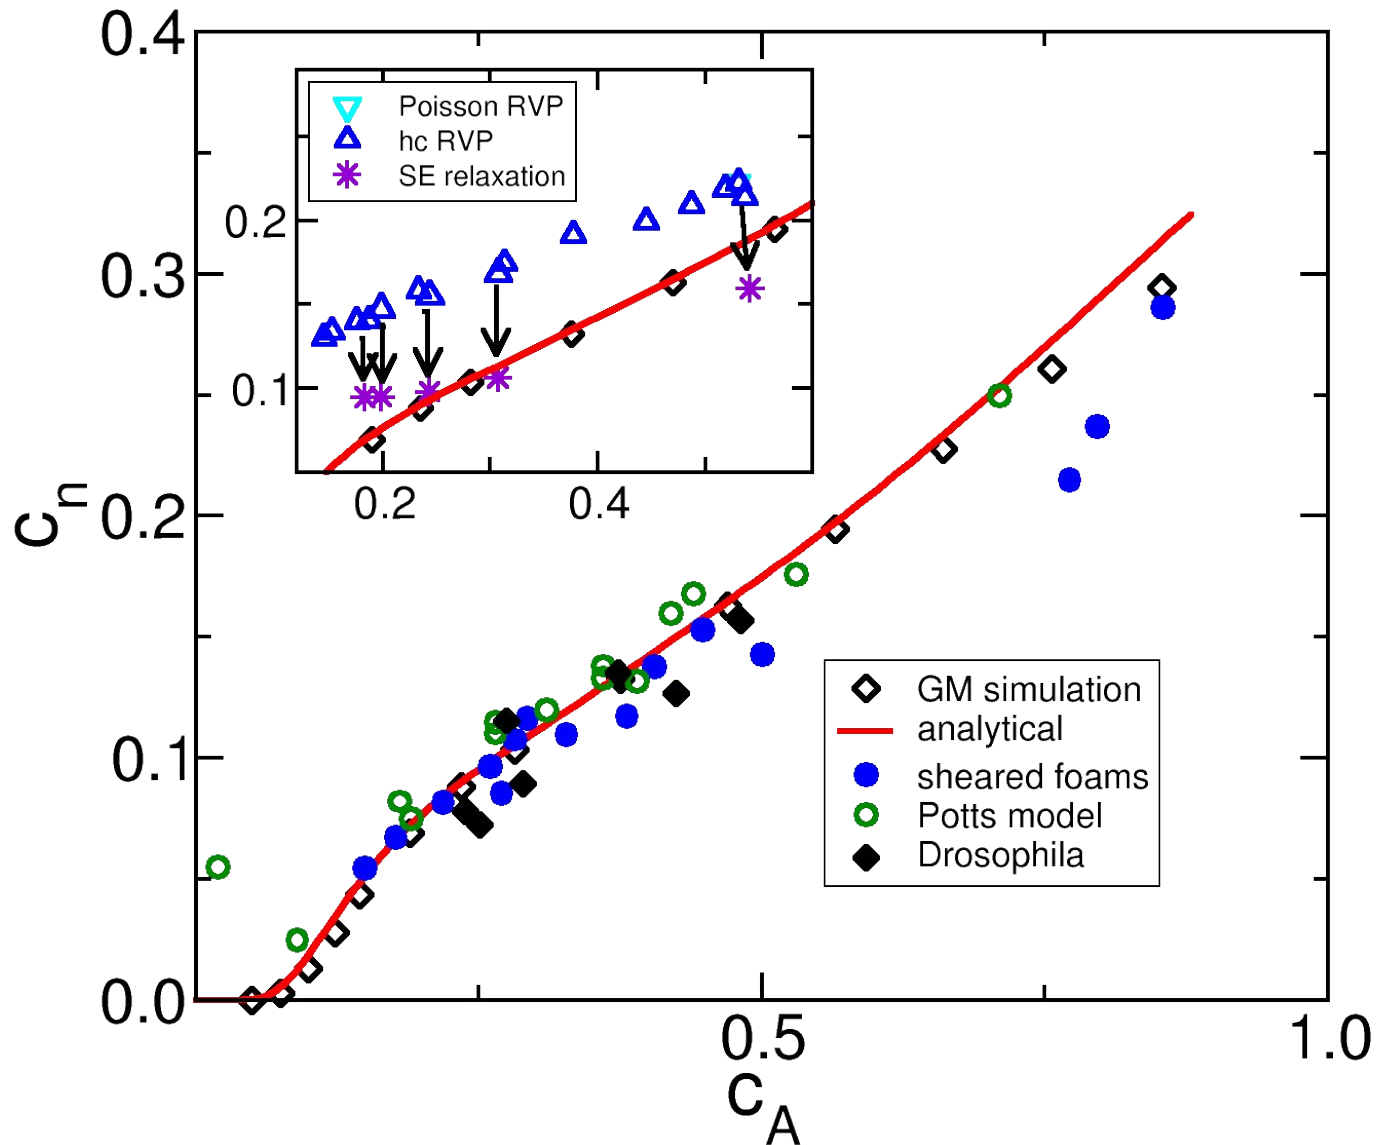 0.4
Poisson RVP
hc RVP
SE relaxation
0.2
0.1
0.2
0.4
0.3
0.2
0.1
0.0
c_n
GM simulation
analytical
sheared foams
Potts model
Drosophila
0.5
1.0
c_A